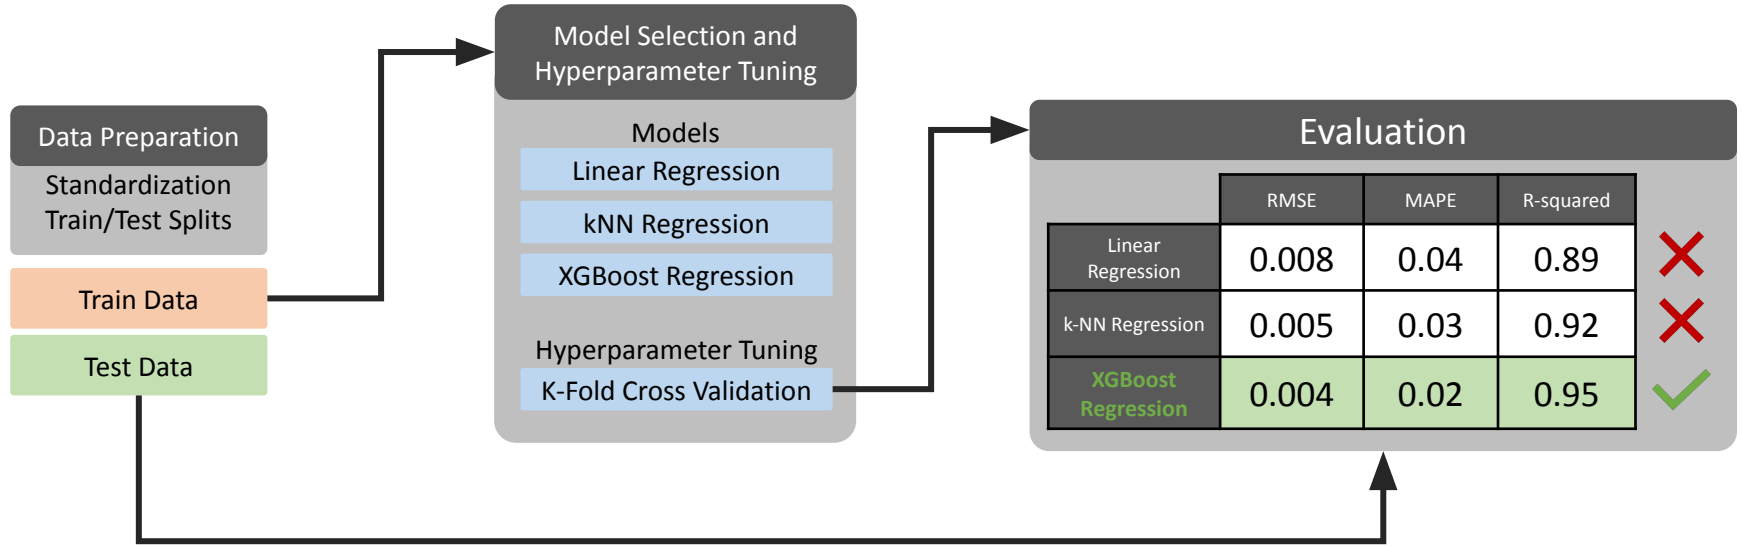 Data Preparation
Standardization
Train/Test Splits
Train Data
Test Data
Model Selection and
Hyperparameter Tuning
Models
Linear Regression
kNN Regression
XGBoost Regression
Hyperparameter Tuning
K-Fold Cross Validation
Evaluation
RMSE MAPE R-squared
Linear
Regression
0.008 0.04 0.89
k-NN Regression 0.005 0.03 0.92
XGBoost
Regression
0.004 0.02 0.95